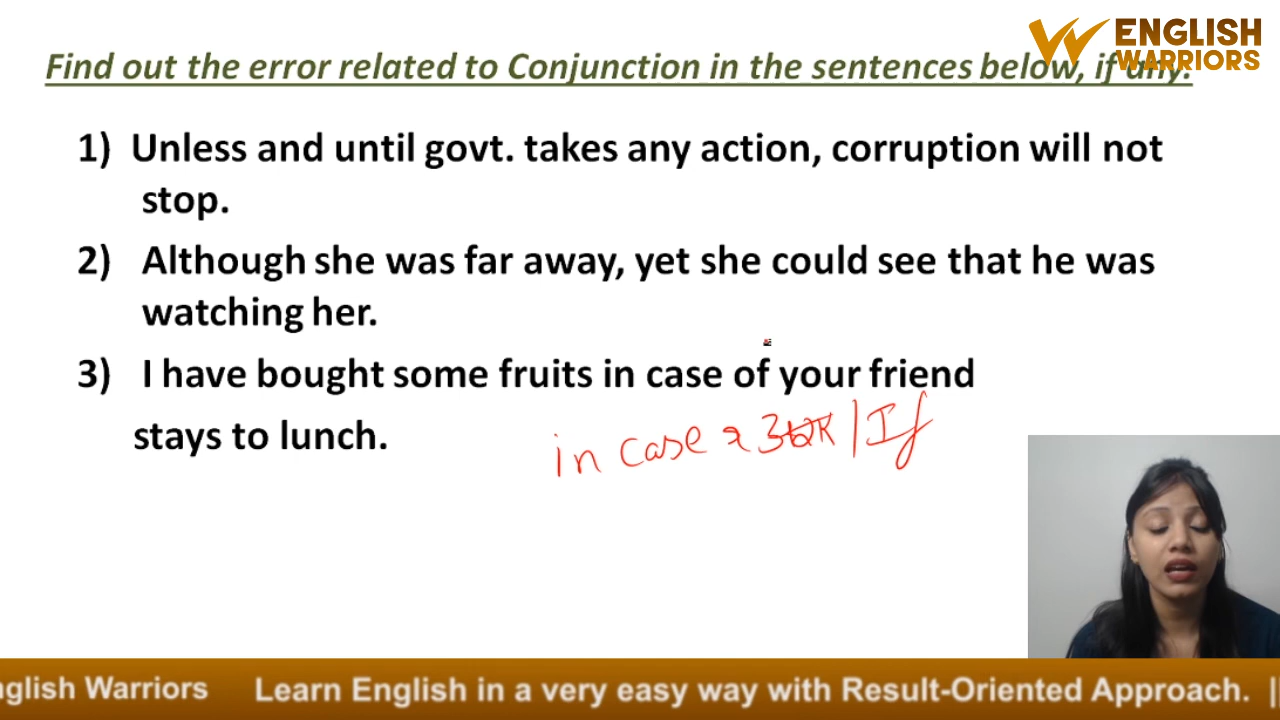 ENGLISH
WARRIORS
Find out the error related to Conjunction in the sentences below, if any.
1) Unless and until govt. takes any action, corruption will not
stop.
2) Although she was far away, yet she could see that he was
watching her.
3) I have bought some fruits in case of your friend
stays to lunch.
in case / If
nglish Warriors Learn English in a very easy way with Result-Oriented Approach. |